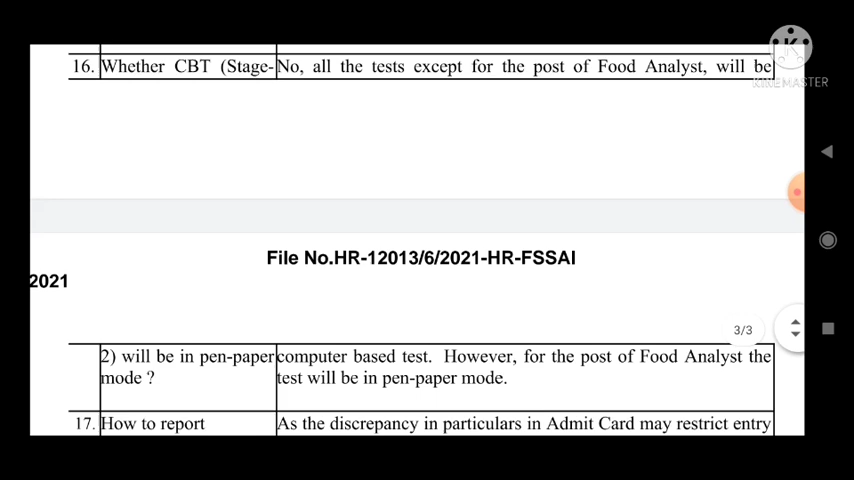 16. Whether CBT (Stage- No, all the tests except for the post of Food Analyst, will be
K
KINEMASTER
File No.HR-12013/6/2021-HR-FSSAI
2021
3/3
2) will be in pen-paper computer based test. However, for the post of Food Analyst the
mode ? test will be in pen-paper mode.
17. How to report As the discrepancy in particulars in Admit Card may restrict entry